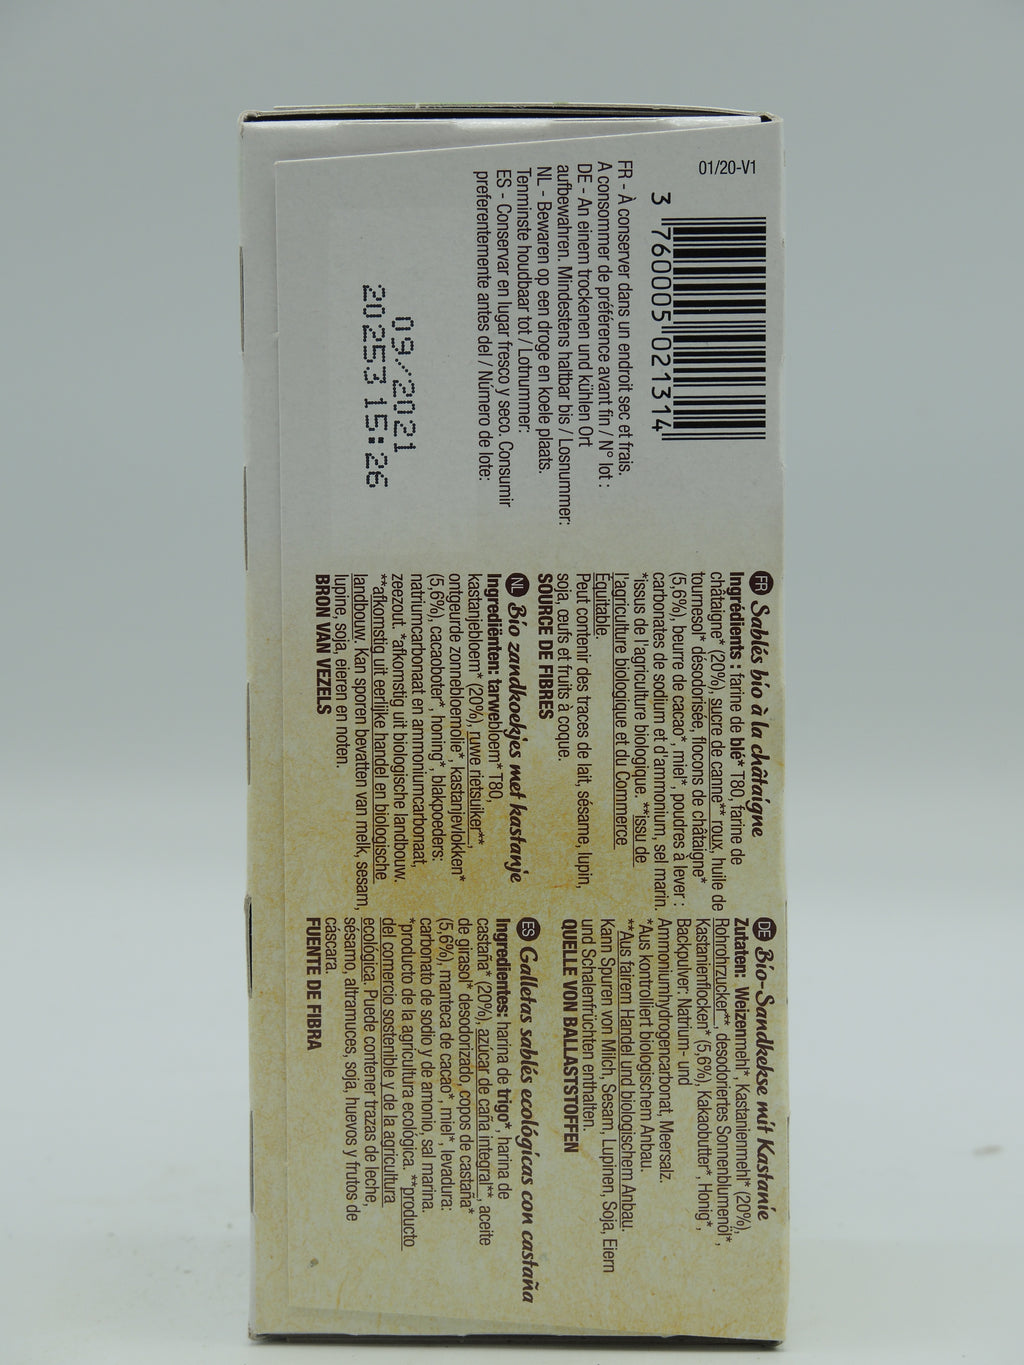 01/20-V1
3 760005 021314
FR - À conserver dans un endroit sec et frais.
A consommer de préférence avant fin / N° lot :
DE - An einem trockenen und kühlen Ort
aufbewahren. Mindestens haltbar bis / Losnummer:
NL - Bewaren op een droge en koele plaats.
Tenminste houdbaar tot / Lotnummer:
ES - Conservar en lugar fresco y seco. Consumir
preferentemente antes del / Número de lote:
09/2021
20253 15:26
FR Sablés bio à la châtaigne
Ingrédients : farine de blé* T80, farine de
châtaigne* (20%), sucre de canne** roux, huile de
tournesol* désodorisée, flocons de châtaigne*
(5,6%), beurre de cacao*, miel*, poudres à lever :
carbonates de sodium et d'ammonium, sel marin.
*issus de l'agriculture biologique. **issu de
l'agriculture biologique et du Commerce
Équitable.
Peut contenir des traces de lait, sésame, lupin,
soja, œufs et fruits à coque.
SOURCE DE FIBRES
NL Bio zandkoekjes met kastanje
Ingrediënten: tarwebloem* T80,
kastanjebloem* (20%), ruwe rietsuiker**,
ontgeurde zonnebloemolie*, kastanjevlokken*
(5,6%), cacaoboter*, honing*, blakpoeders:
natriumcarbonaat en ammoniumcarbonaat,
zeezout. *afkomstig uit biologische landbouw.
**afkomstig uit eerlijke handel en biologische
landbouw. Kan sporen bevatten van melk, sesam,
lupine, soja, eieren en noten.
BRON VAN VEZELS
DE Bio-Sandkekse mit Kastanie
Zutaten: Weizenmehl*, Kastanienmehl* (20%),
Rohrohrzucker**, desodoriertes Sonnenblumenöl*,
Kastanienflocken* (5,6%), Kakaobutter*, Honig*,
Backpulver: Natrium- und
Ammoniumhydrogencarbonat, Meersalz.
*Aus kontrolliert biologischem Anbau.
**Aus fairem Handel und biologischem Anbau.
Kann Spuren von Milch, Sesam, Lupinen, Soja, Eiern
und Schalenfrüchten enthalten.
QUELLE VON BALLASTSTOFFEN
ES Galletas sablés ecológicas con castaña
Ingredientes: harina de trigo*, harina de
castaña* (20%), azúcar de caña integral**, aceite
de girasol* desodorizado, copos de castaña*
(5,6%), manteca de cacao*, miel*, levadura:
carbonato de sodio y de amonio, sal marina.
*producto de la agricultura ecológica. **producto
del comercio sostenible y de la agricultura
ecológica. Puede contener trazas de leche,
sésamo, altramuces, soja, huevos y frutos de
cáscara.
FUENTE DE FIBRA